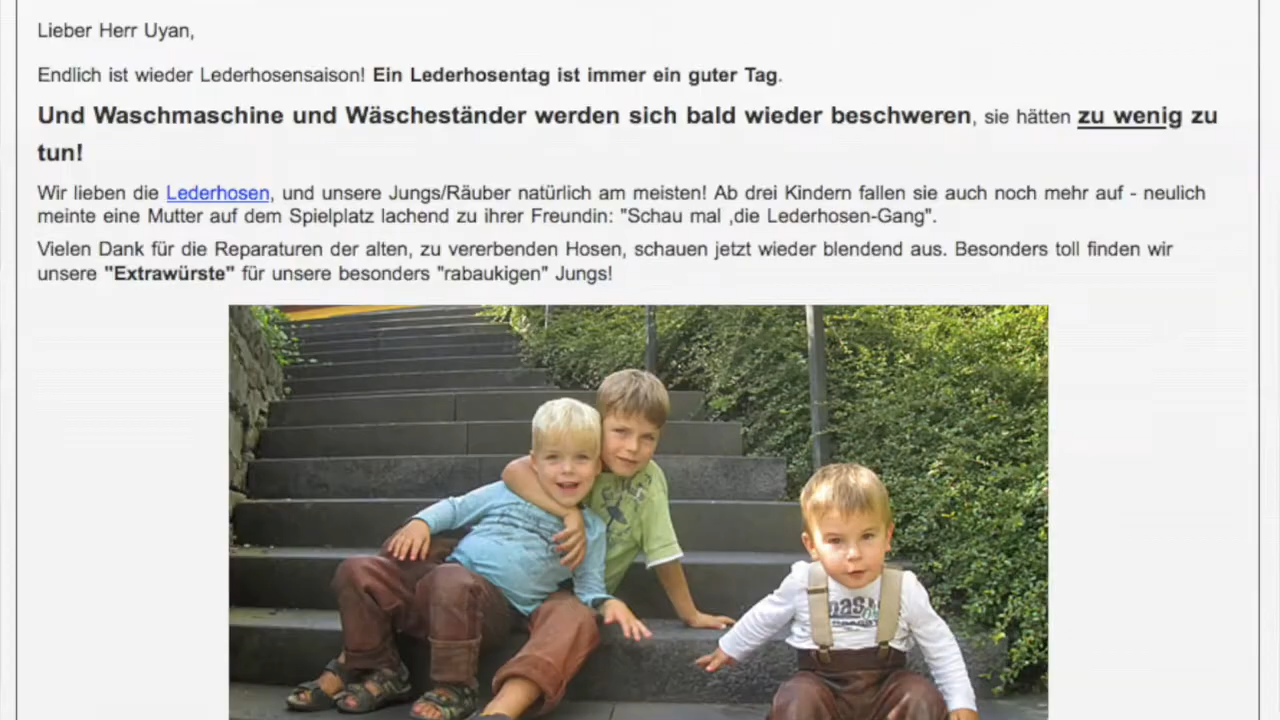 Lieber Herr Uyan,
Endlich ist wieder Lederhosensaison! Ein Lederhosentag ist immer ein guter Tag.
Und Waschmaschine und Wäscheständer werden sich bald wieder beschweren, sie hätten zu wenig zu
tun!
Wir lieben die Lederhosen, und unsere Jungs/Räuber natürlich am meisten! Ab drei Kindern fallen sie auch noch mehr auf - neulich
meinte eine Mutter auf dem Spielplatz lachend zu ihrer Freundin: "Schau mal ,die Lederhosen-Gang".
Vielen Dank für die Reparaturen der alten, zu vererbenden Hosen, schauen jetzt wieder blendend aus. Besonders toll finden wir
unsere "Extrawürste" für unsere besonders "rabaukigen" Jungs!